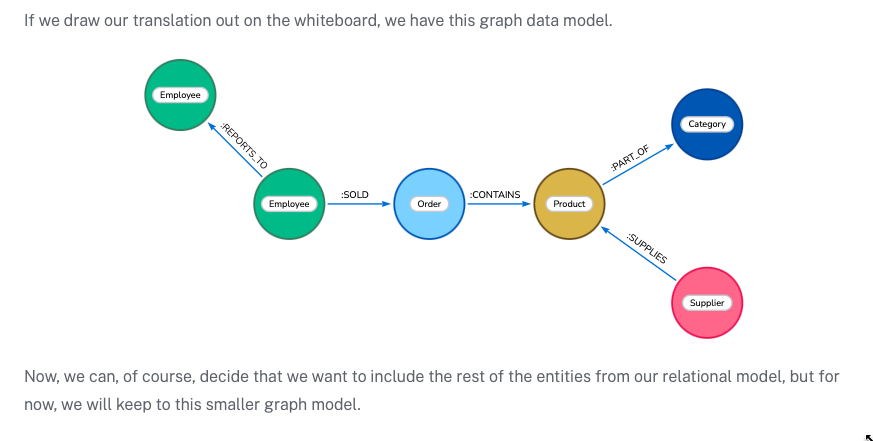 If we draw our translation out on the whiteboard, we have this graph data model.
Employee
:REPORTS_TO
Employee
:SOLD
Order
:CONTAINS
Product
:PART_OF
Category
:SUPPLIES
Supplier
Now, we can, of course, decide that we want to include the rest of the entities from our relational model, but for
now, we will keep to this smaller graph model.